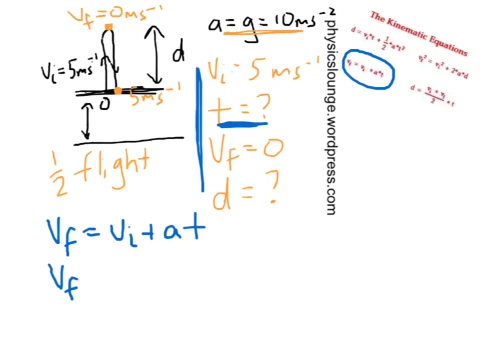 Vf = 0ms⁻¹
Vi = 5ms⁻¹
d
0
5ms⁻¹
1/2 flight
a = g = 10ms⁻²
Vi - 5ms⁻¹
t = ?
Vf = 0
d = ?
Vf = Vi + at
Vf
physicslounge.wordpress.com
The Kinematic Equations